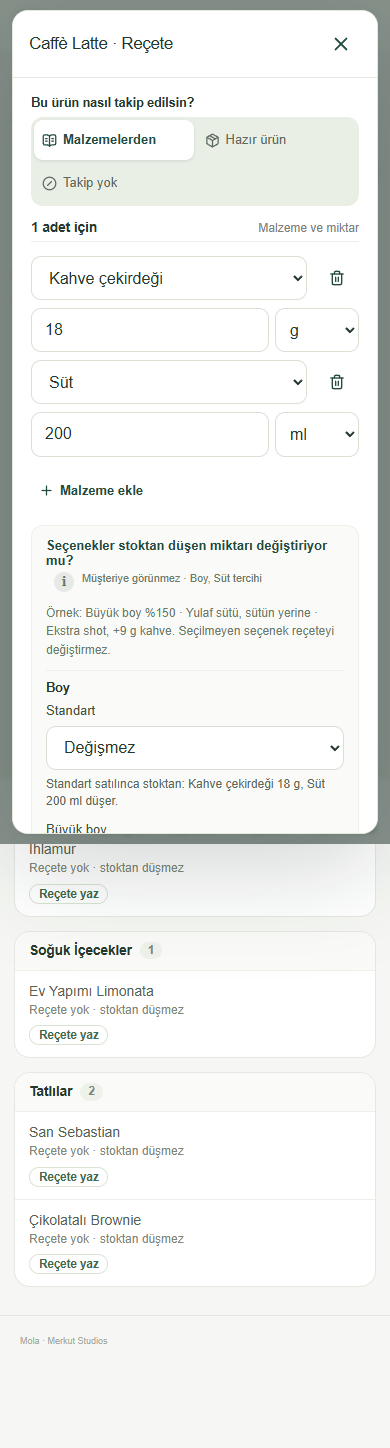 Caffè Latte · Reçete
Bu ürün nasıl takip edilsin?
Malzemelerden
Hazır ürün
Takip yok
1 adet için
Malzeme ve miktar
Kahve çekirdeği
18
g
Süt
200
ml
+ Malzeme ekle
Seçenekler stoktan düşen miktarı değiştiriyor
mu?
i Müşteriye görünmez · Boy, Süt tercihi
Örnek: Büyük boy %150 · Yulaf sütü, sütün yerine ·
Ekstra shot, +9 g kahve. Seçilmeyen seçenek reçeteyi
değiştirmez.
Boy
Standart
Değişmez
Standart satılınca stoktan: Kahve çekirdeği 18 g, Süt
200 ml düşer.
Büyük boy
Ihlamur
Reçete yok · stoktan düşmez
Reçete yaz
Soğuk İçecekler 1
Ev Yapımı Limonata
Reçete yok · stoktan düşmez
Reçete yaz
Tatlılar 2
San Sebastian
Reçete yok · stoktan düşmez
Reçete yaz
Çikolatalı Brownie
Reçete yok · stoktan düşmez
Reçete yaz
Mola · Merkut Studios